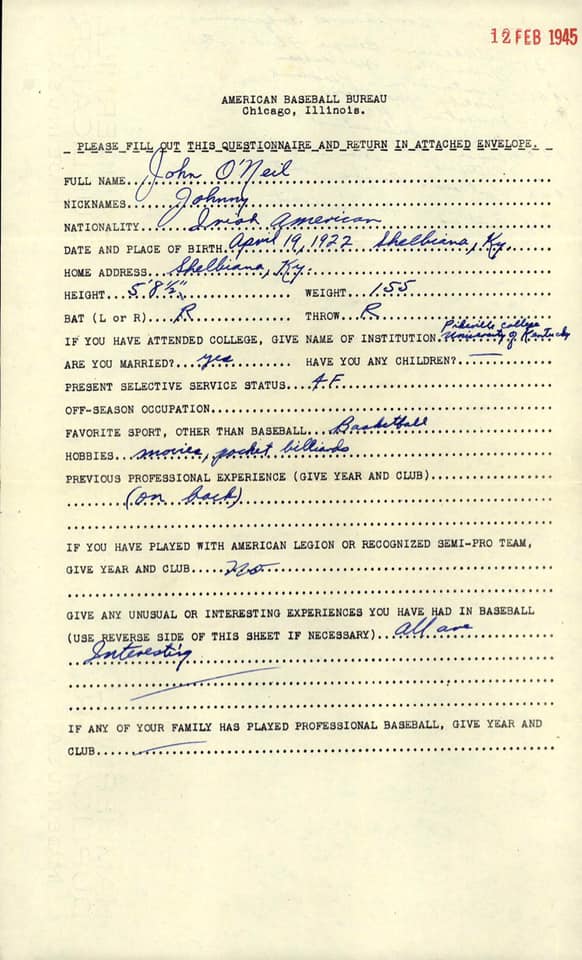 12 FEB 1945
AMERICAN BASEBALL BUREAU
Chicago, Illinois.
PLEASE FILL OUT THIS QUESTIONNAIRE AND RETURN IN ATTACHED ENVELOPE.
FULL NAME...John O'Neil
NICKNAMES...Johnny
NATIONALITY...Irish American
DATE AND PLACE OF BIRTH.April 19, 1922 Shelbiana, Ky.
HOME ADDRESS...Shelbiana, Ky.
HEIGHT...5'8½" WEIGHT...155
BAT (L or R)...R THROW...R
Pikeville College
IF YOU HAVE ATTENDED COLLEGE, GIVE NAME OF INSTITUTION.University of Kentucky
ARE YOU MARRIED?...yes HAVE YOU ANY CHILDREN?...—
PRESENT SELECTIVE SERVICE STATUS...4F
OFF-SEASON OCCUPATION...
FAVORITE SPORT, OTHER THAN BASEBALL...Basketball
HOBBIES...movies, pocket billiards
PREVIOUS PROFESSIONAL EXPERIENCE (GIVE YEAR AND CLUB)...
(on back)
IF YOU HAVE PLAYED WITH AMERICAN LEGION OR RECOGNIZED SEMI-PRO TEAM,
GIVE YEAR AND CLUB...No
GIVE ANY UNUSUAL OR INTERESTING EXPERIENCES YOU HAVE HAD IN BASEBALL
(USE REVERSE SIDE OF THIS SHEET IF NECESSARY)...All are
Interesting
IF ANY OF YOUR FAMILY HAS PLAYED PROFESSIONAL BASEBALL, GIVE YEAR AND
CLUB...